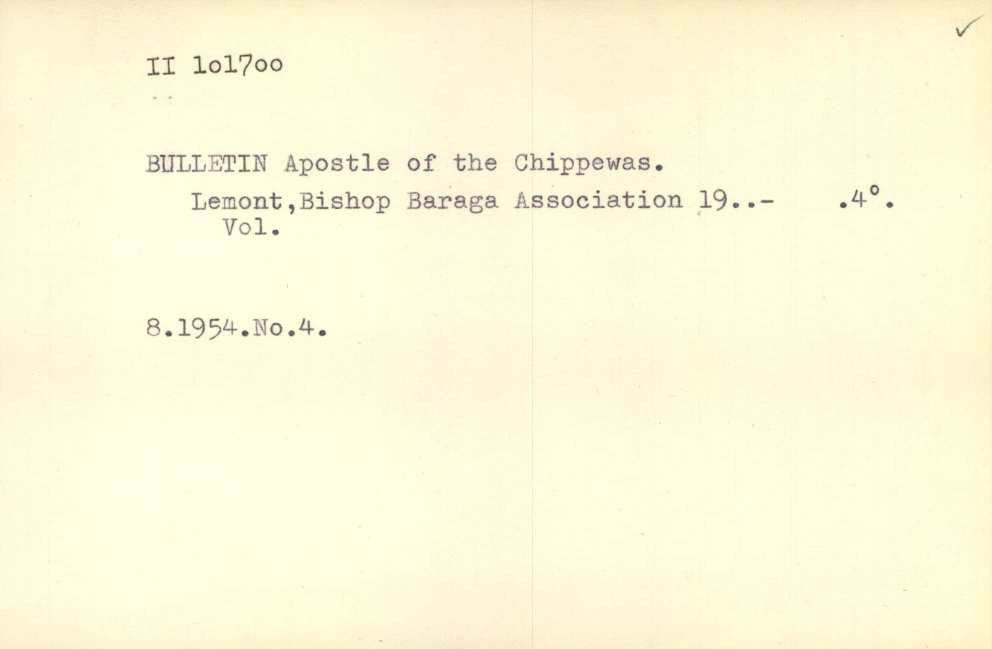 II 1o17oo
BULLETIN Apostle of the Chippewas.
Lemont,Bishop Baraga Association 19..- .4°.
Vol.
8.1954.No.4.